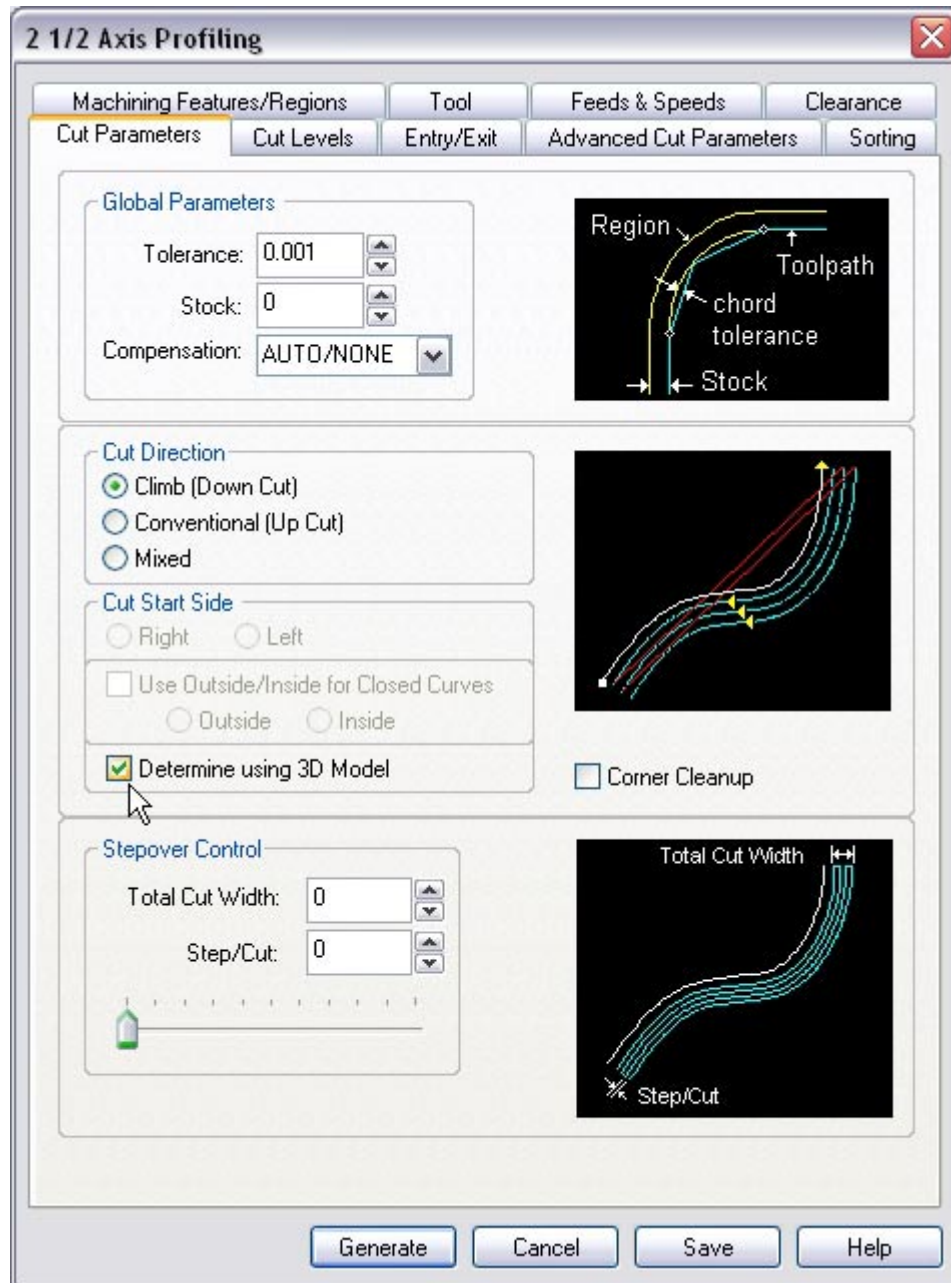 2 1/2 Axis Profiling
Machining Features/Regions Tool Feeds & Speeds Clearance
Cut Parameters Cut Levels Entry/Exit Advanced Cut Parameters Sorting
Global Parameters
Tolerance: 0.001
Stock: 0
Compensation: AUTO/NONE
Region
Toolpath
chord
tolerance
Stock
Cut Direction
Climb (Down Cut)
Conventional (Up Cut)
Mixed
Cut Start Side
Right Left
Use Outside/Inside for Closed Curves
Outside Inside
Determine using 3D Model
Corner Cleanup
Stepover Control
Total Cut Width: 0
Step/Cut: 0
Total Cut Width
Step/Cut
Generate Cancel Save Help